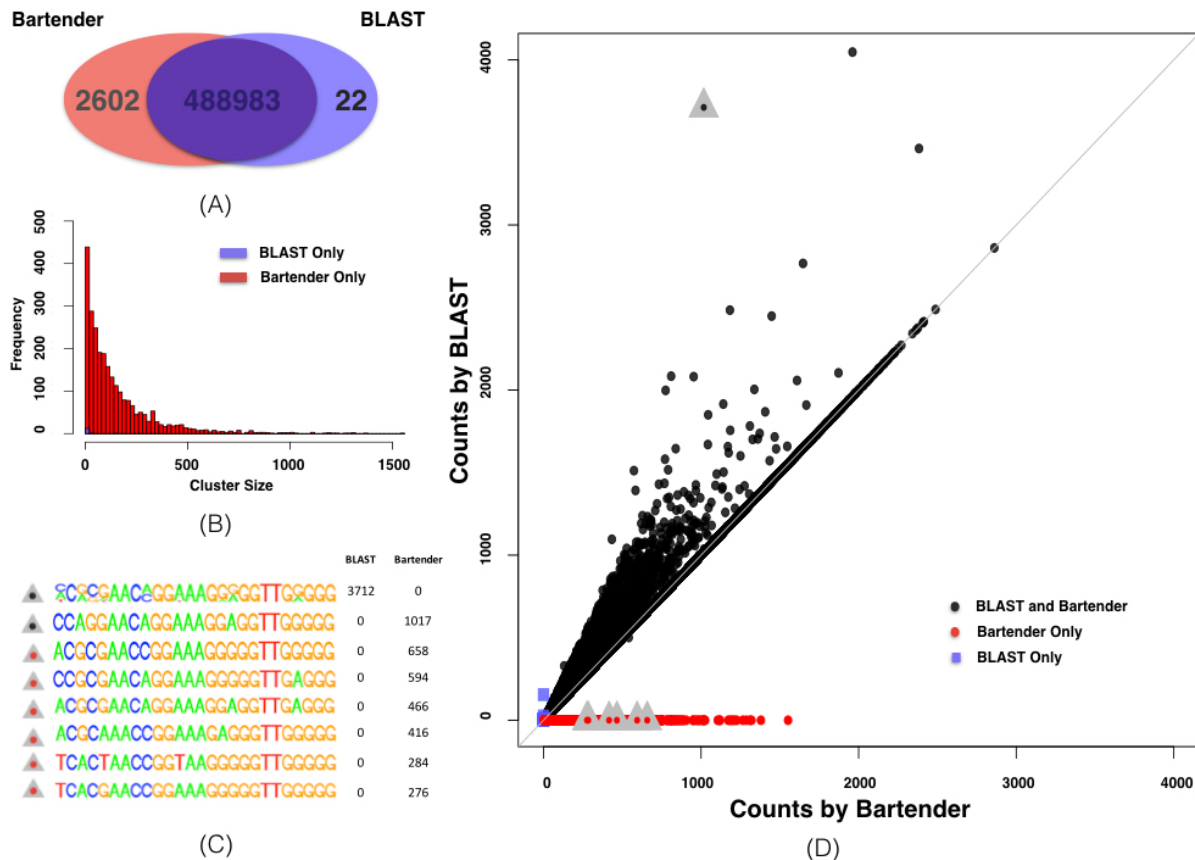 Bartender BLAST
2602 488983 22
(A)
500
400
300
200
100
0
Frequency
BLAST Only
Bartender Only
0 500 1000 1500
Cluster Size
(B)
BLAST Bartender
3712 0
CCAGGAACAGGAAAGGAGGTTGGGGG 0 1017
ACGCGAACCGGAAAGGGGGTTGGGGG 0 658
CCGCGAACAGGAAAGGGGGTTGAGGG 0 594
ACGCGAACAGGAAAGGAGGTTGAGGG 0 466
ACGCAAACCGGAAAGAGGGTTGGGGG 0 416
TCACTAACCGGTAAGGGGGTTGGGGG 0 284
TCACGAACCGGAAAGGGGGTTGGGGG 0 276
(C)
4000
3000
2000
1000
0
Counts by BLAST
BLAST and Bartender
Bartender Only
BLAST Only
0 1000 2000 3000 4000
Counts by Bartender
(D)